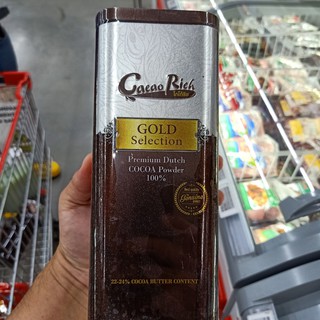 Cacao Rich
GOLD
Selection
Premium Dutch
COCOA Powder
100%
22-24% COCOA BUTTER CONTENT